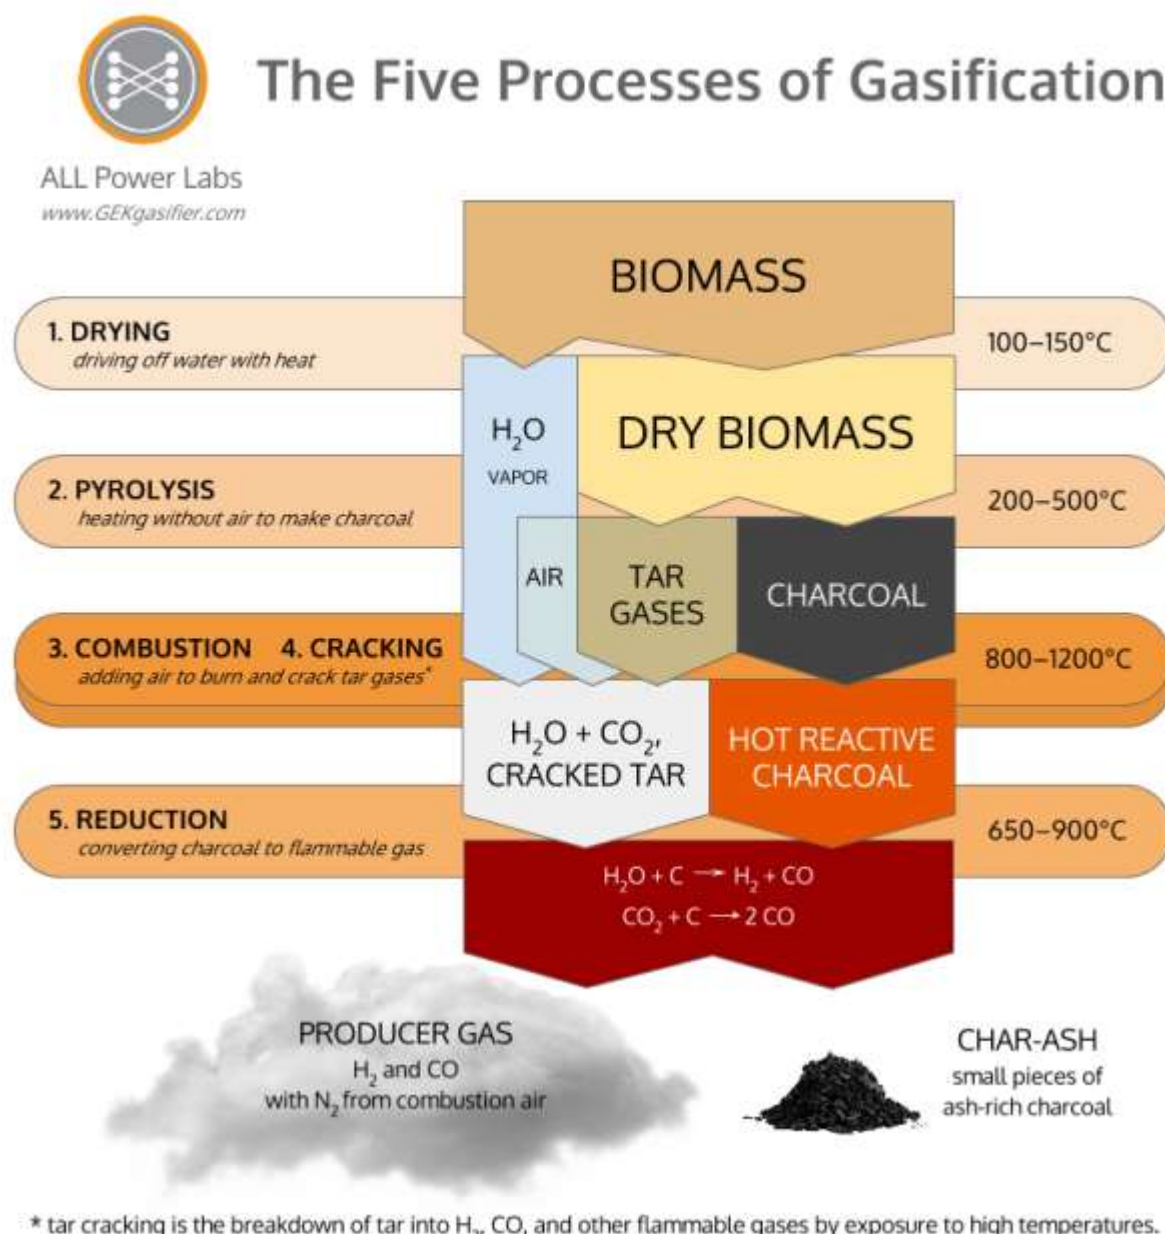 The Five Processes of Gasification
ALL Power Labs
www.GEKgasifier.com
BIOMASS
1. DRYING
driving off water with heat
100–150°C
H₂O
VAPOR
DRY BIOMASS
2. PYROLYSIS
heating without air to make charcoal
200–500°C
AIR
TAR
GASES
CHARCOAL
3. COMBUSTION 4. CRACKING
adding air to burn and crack tar gases*
800–1200°C
H₂O + CO₂,
CRACKED TAR
HOT REACTIVE
CHARCOAL
5. REDUCTION
converting charcoal to flammable gas
650–900°C
H₂O + C → H₂ + CO
CO₂ + C → 2 CO
PRODUCER GAS
H₂ and CO
with N₂ from combustion air
CHAR-ASH
small pieces of
ash-rich charcoal
* tar cracking is the breakdown of tar into H₂, CO, and other flammable gases by exposure to high temperatures.